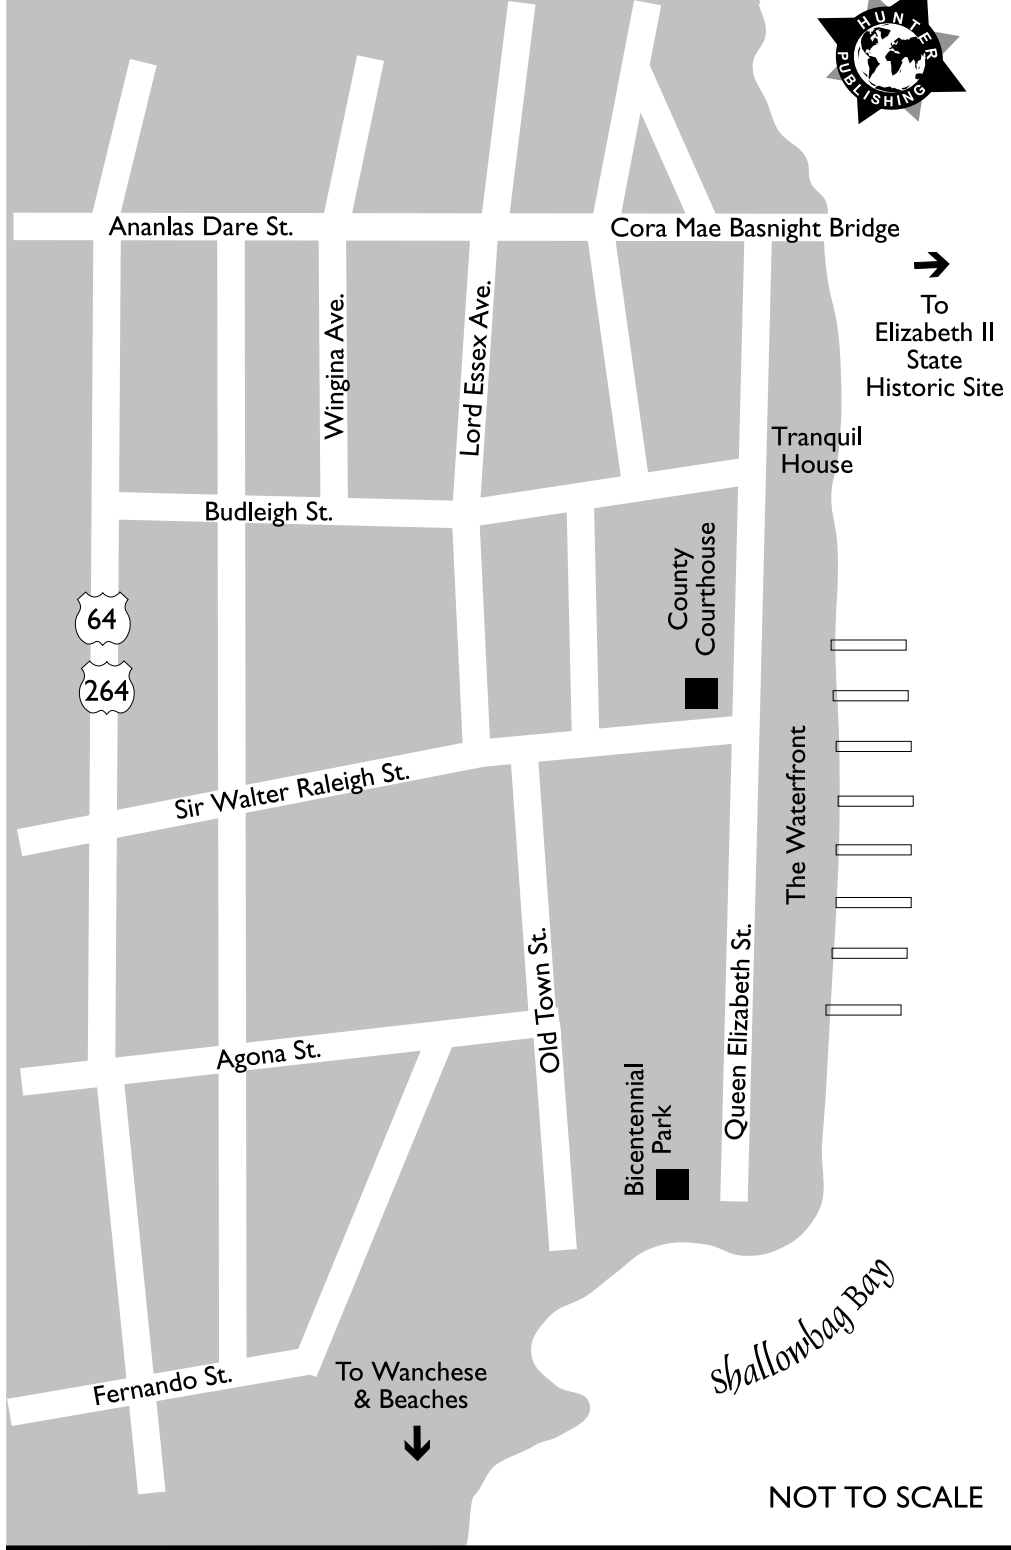 HUNTER
PUBLISHING
Ananlas Dare St.
Cora Mae Basnight Bridge
To
Elizabeth II
State
Historic Site
Wingina Ave.
Lord Essex Ave.
Tranquil
House
Budleigh St.
County
Courthouse
64
264
The Waterfront
Sir Walter Raleigh St.
Old Town St.
Queen Elizabeth St.
Agona St.
Bicentennial
Park
Shallowbag Bay
To Wanchese
& Beaches
Fernando St.
NOT TO SCALE